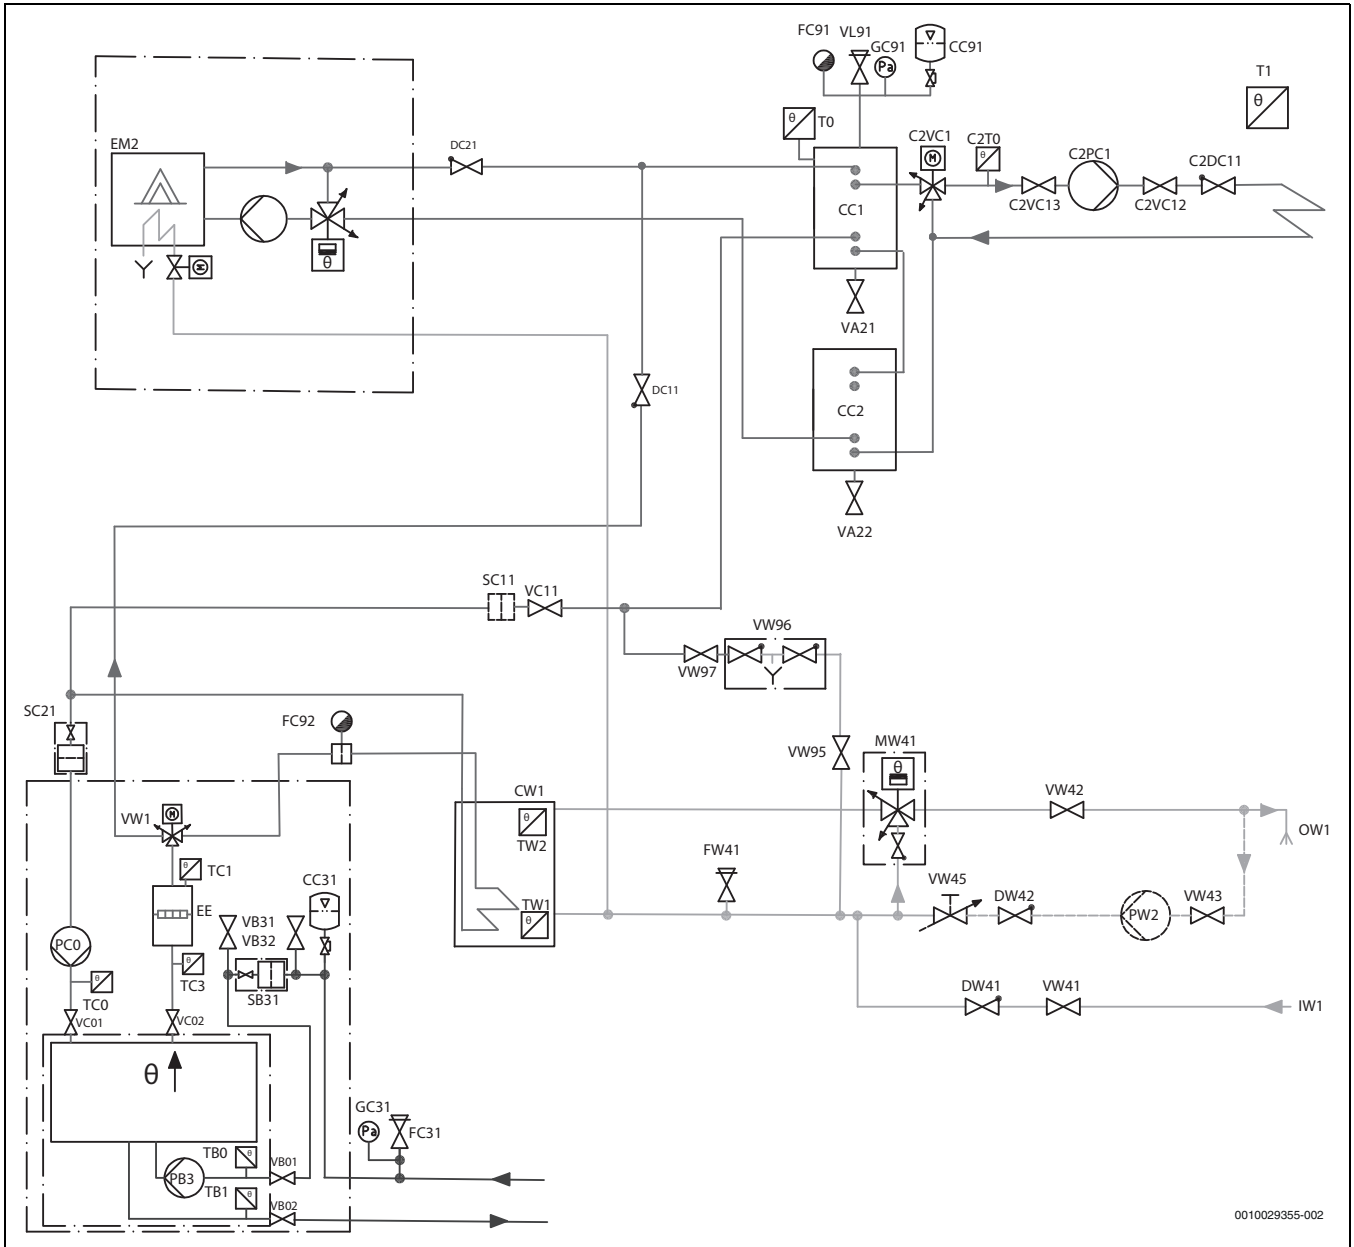 FC91 VL91
GC91
CC91
T1
θ
EM2
θ
T0
DC21
C2VC1
C2T0
M
θ
C2PC1
C2DC11
CC1
C2VC13
C2VC12
Pa
θ
M
VA21
DC11
CC2
VA22
SC11
VC11
VW96
VW97
SC21
FC92
VW95
MW41
θ
VW1
M
CW1
θ
TW2
VW42
OW1
TC1
θ
EE
CC31
FW41
VW45
DW42
VW43
VB31
VB32
TW1
θ
PW2
PC0
θ
TC0
θ
TC3
SB31
DW41
VW41
IW1
VC01
VC02
θ
GC31
Pa
FC31
TB0
θ
VB01
PB3
TB1
θ
VB02
0010029355-002